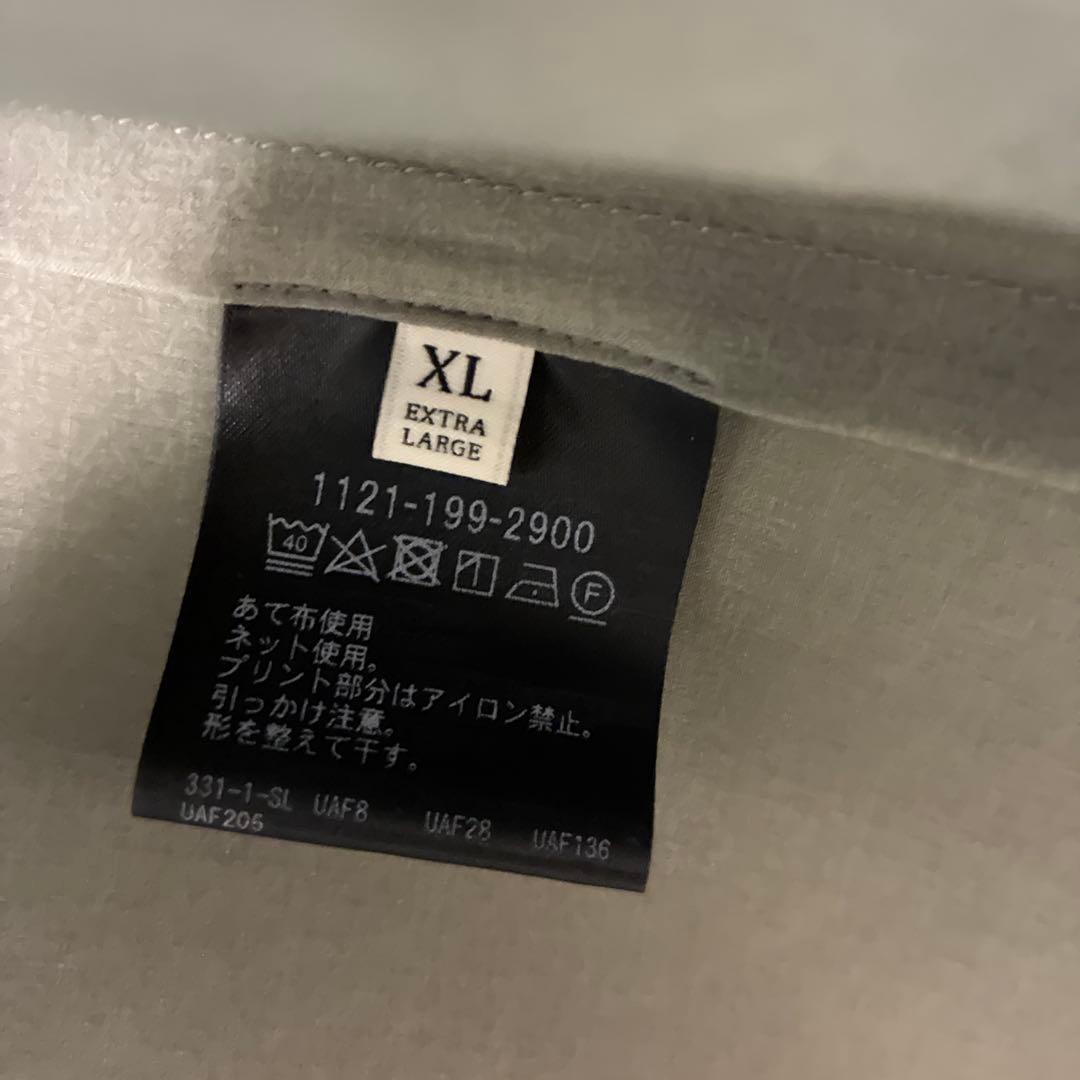 XL
EXTRA
LARGE
1121-199-2900
40 F
あて布使用
ネット使用。
プリント部分はアイロン禁止。
引っかけ注意。
形を整えて干す。
331-1-SL UAF8 UAF28 UAF136
UAF205